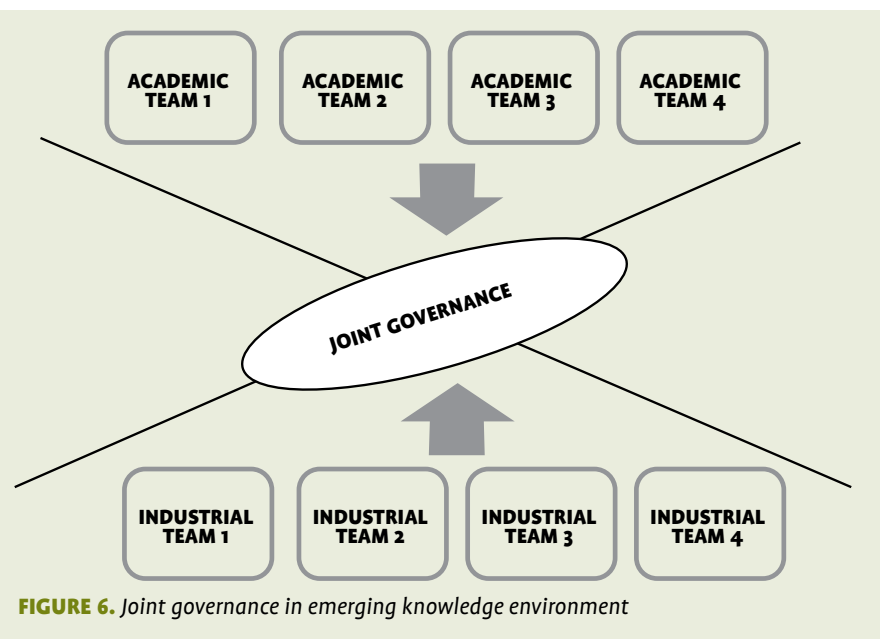 ACADEMIC
TEAM 1
ACADEMIC
TEAM 2
ACADEMIC
TEAM 3
ACADEMIC
TEAM 4
JOINT GOVERNANCE
INDUSTRIAL
TEAM 1
INDUSTRIAL
TEAM 2
INDUSTRIAL
TEAM 3
INDUSTRIAL
TEAM 4
FIGURE 6. Joint governance in emerging knowledge environment